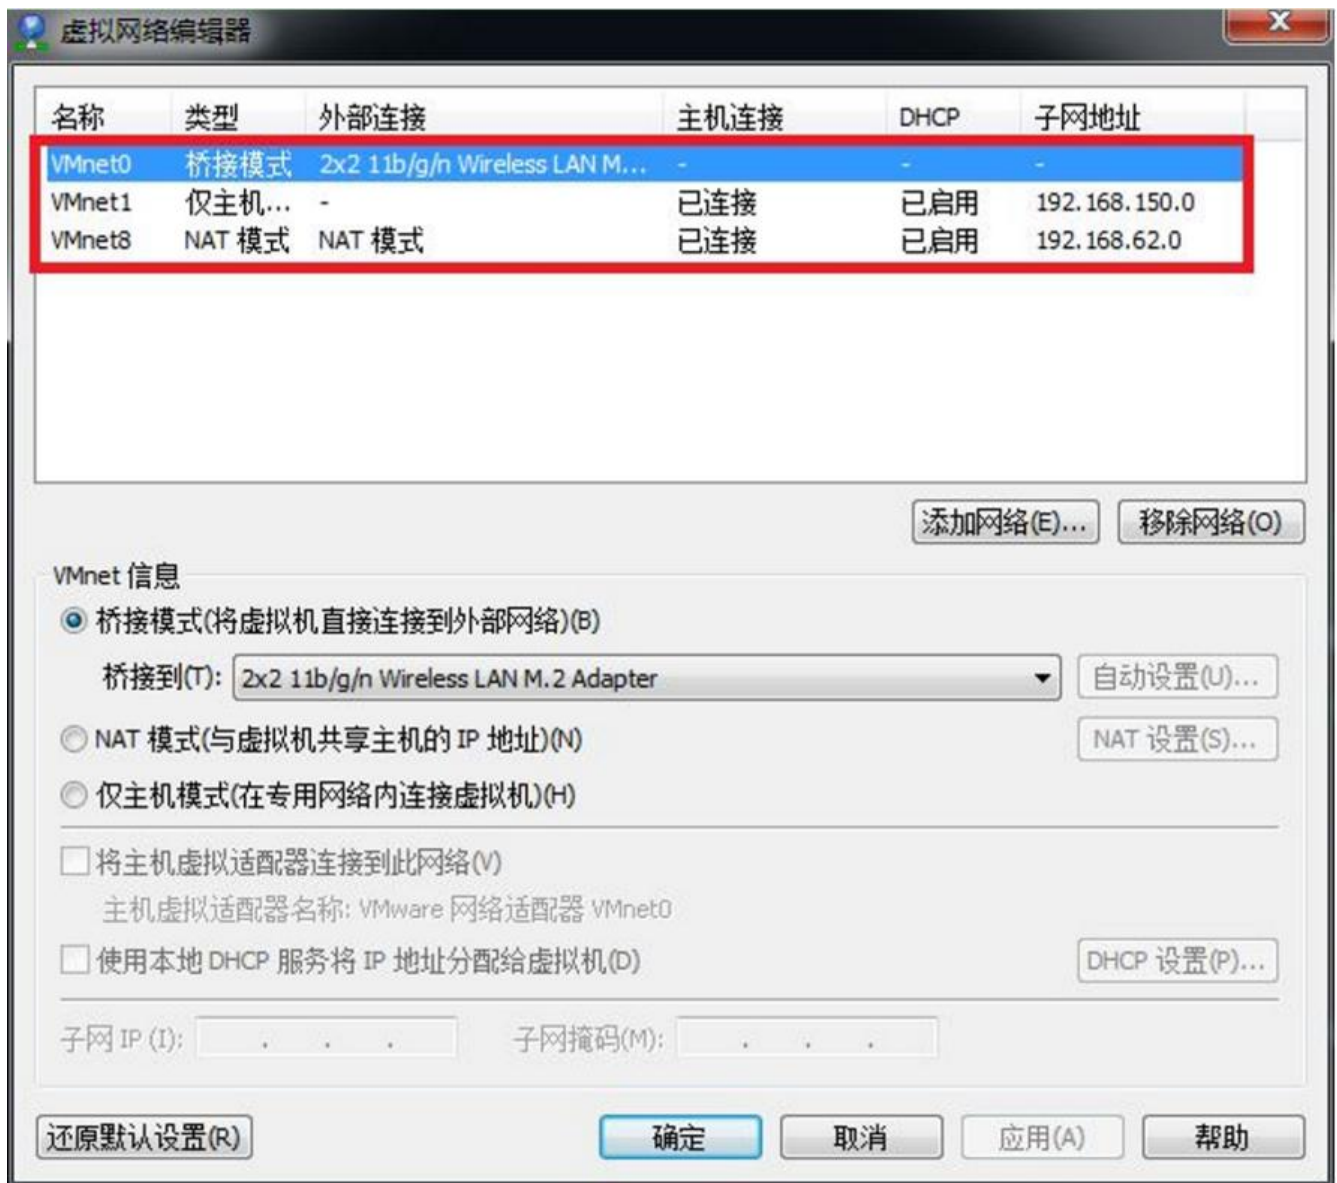 虚拟网络编辑器
名称 类型 外部连接 主机连接 DHCP 子网地址
VMnet0 桥接模式 2x2 11b/g/n Wireless LAN M... - - -
VMnet1 仅主机... - 已连接 已启用 192.168.150.0
VMnet8 NAT 模式 NAT 模式 已连接 已启用 192.168.62.0
添加网络(E)... 移除网络(O)
VMnet 信息
桥接模式(将虚拟机直接连接到外部网络)(B)
桥接到(T): 2x2 11b/g/n Wireless LAN M.2 Adapter 自动设置(U)...
NAT 模式(与虚拟机共享主机的 IP 地址)(N) NAT 设置(S)...
仅主机模式(在专用网络内连接虚拟机)(H)
将主机虚拟适配器连接到此网络(V)
主机虚拟适配器名称: VMware 网络适配器 VMnet0
使用本地 DHCP 服务将 IP 地址分配给虚拟机(D) DHCP 设置(P)...
子网 IP (I): . . . 子网掩码(M): . . .
还原默认设置(R) 确定 取消 应用(A) 帮助